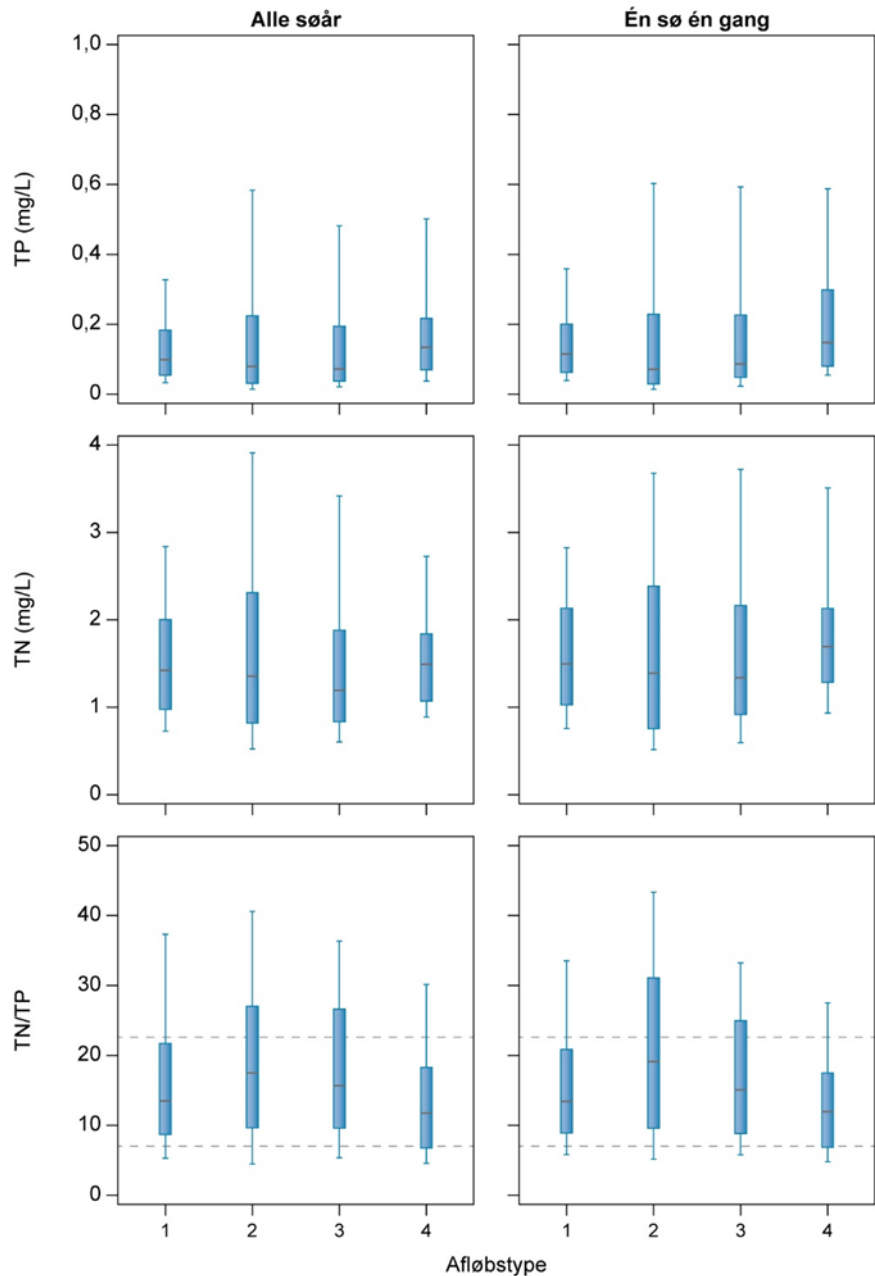 Alle søår
Én sø én gang
TP (mg/L)
1,0
0,8
0,6
0,4
0,2
0
TN (mg/L)
4
3
2
1
0
TN/TP
50
40
30
20
10
0
1 2 3 4
1 2 3 4
Afløbstype